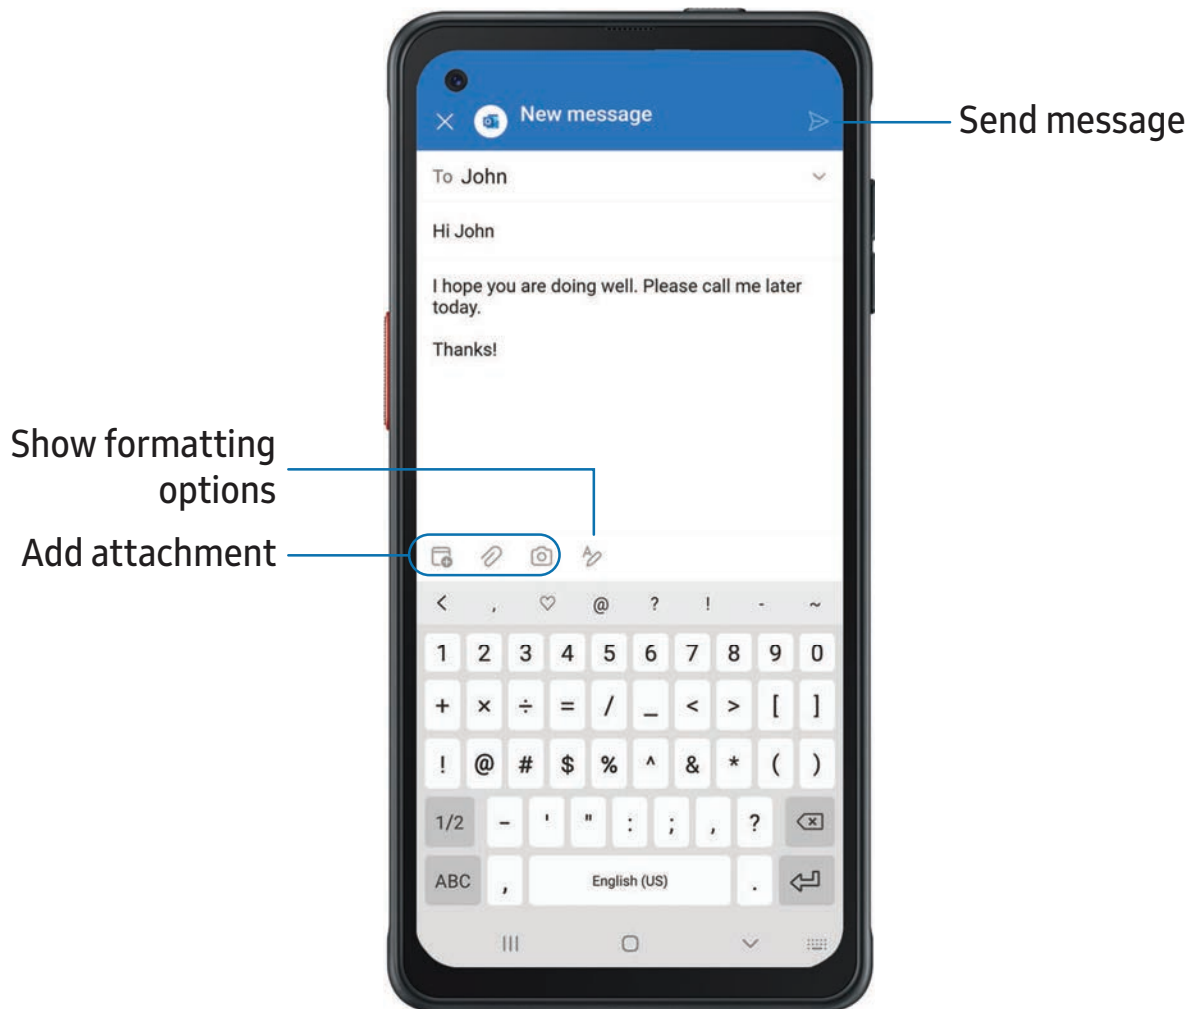 New message
Send message
To John
Hi John
I hope you are doing well. Please call me later
today.
Thanks!
Show formatting
options
Add attachment
< , ♡ @ ? ! - ~
1 2 3 4 5 6 7 8 9 0
+ × ÷ = / _ < > [ ]
! @ # $ % ^ & * ( )
1/2 - ' " : ; , ?
ABC , English (US) .